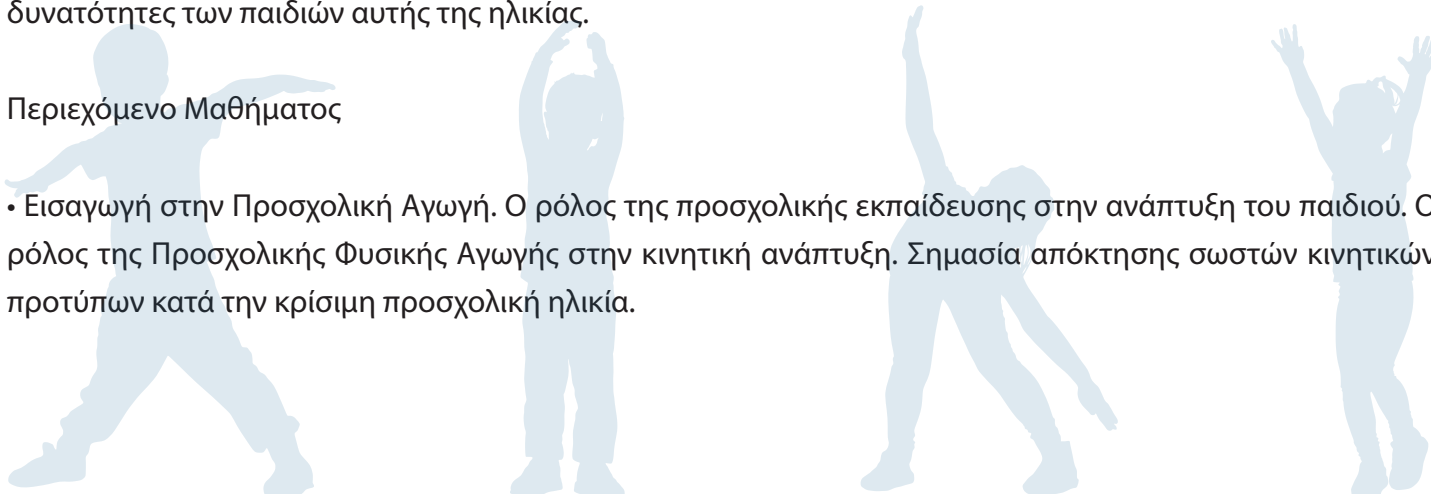 δυνατότητες των παιδιών αυτής της ηλικίας.
Περιεχόμενο Μαθήματος
• Εισαγωγή στην Προσχολική Αγωγή. Ο ρόλος της προσχολικής εκπαίδευσης στην ανάπτυξη του παιδιού. Ο
ρόλος της Προσχολικής Φυσικής Αγωγής στην κινητική ανάπτυξη. Σημασία απόκτησης σωστών κινητικών
προτύπων κατά την κρίσιμη προσχολική ηλικία.